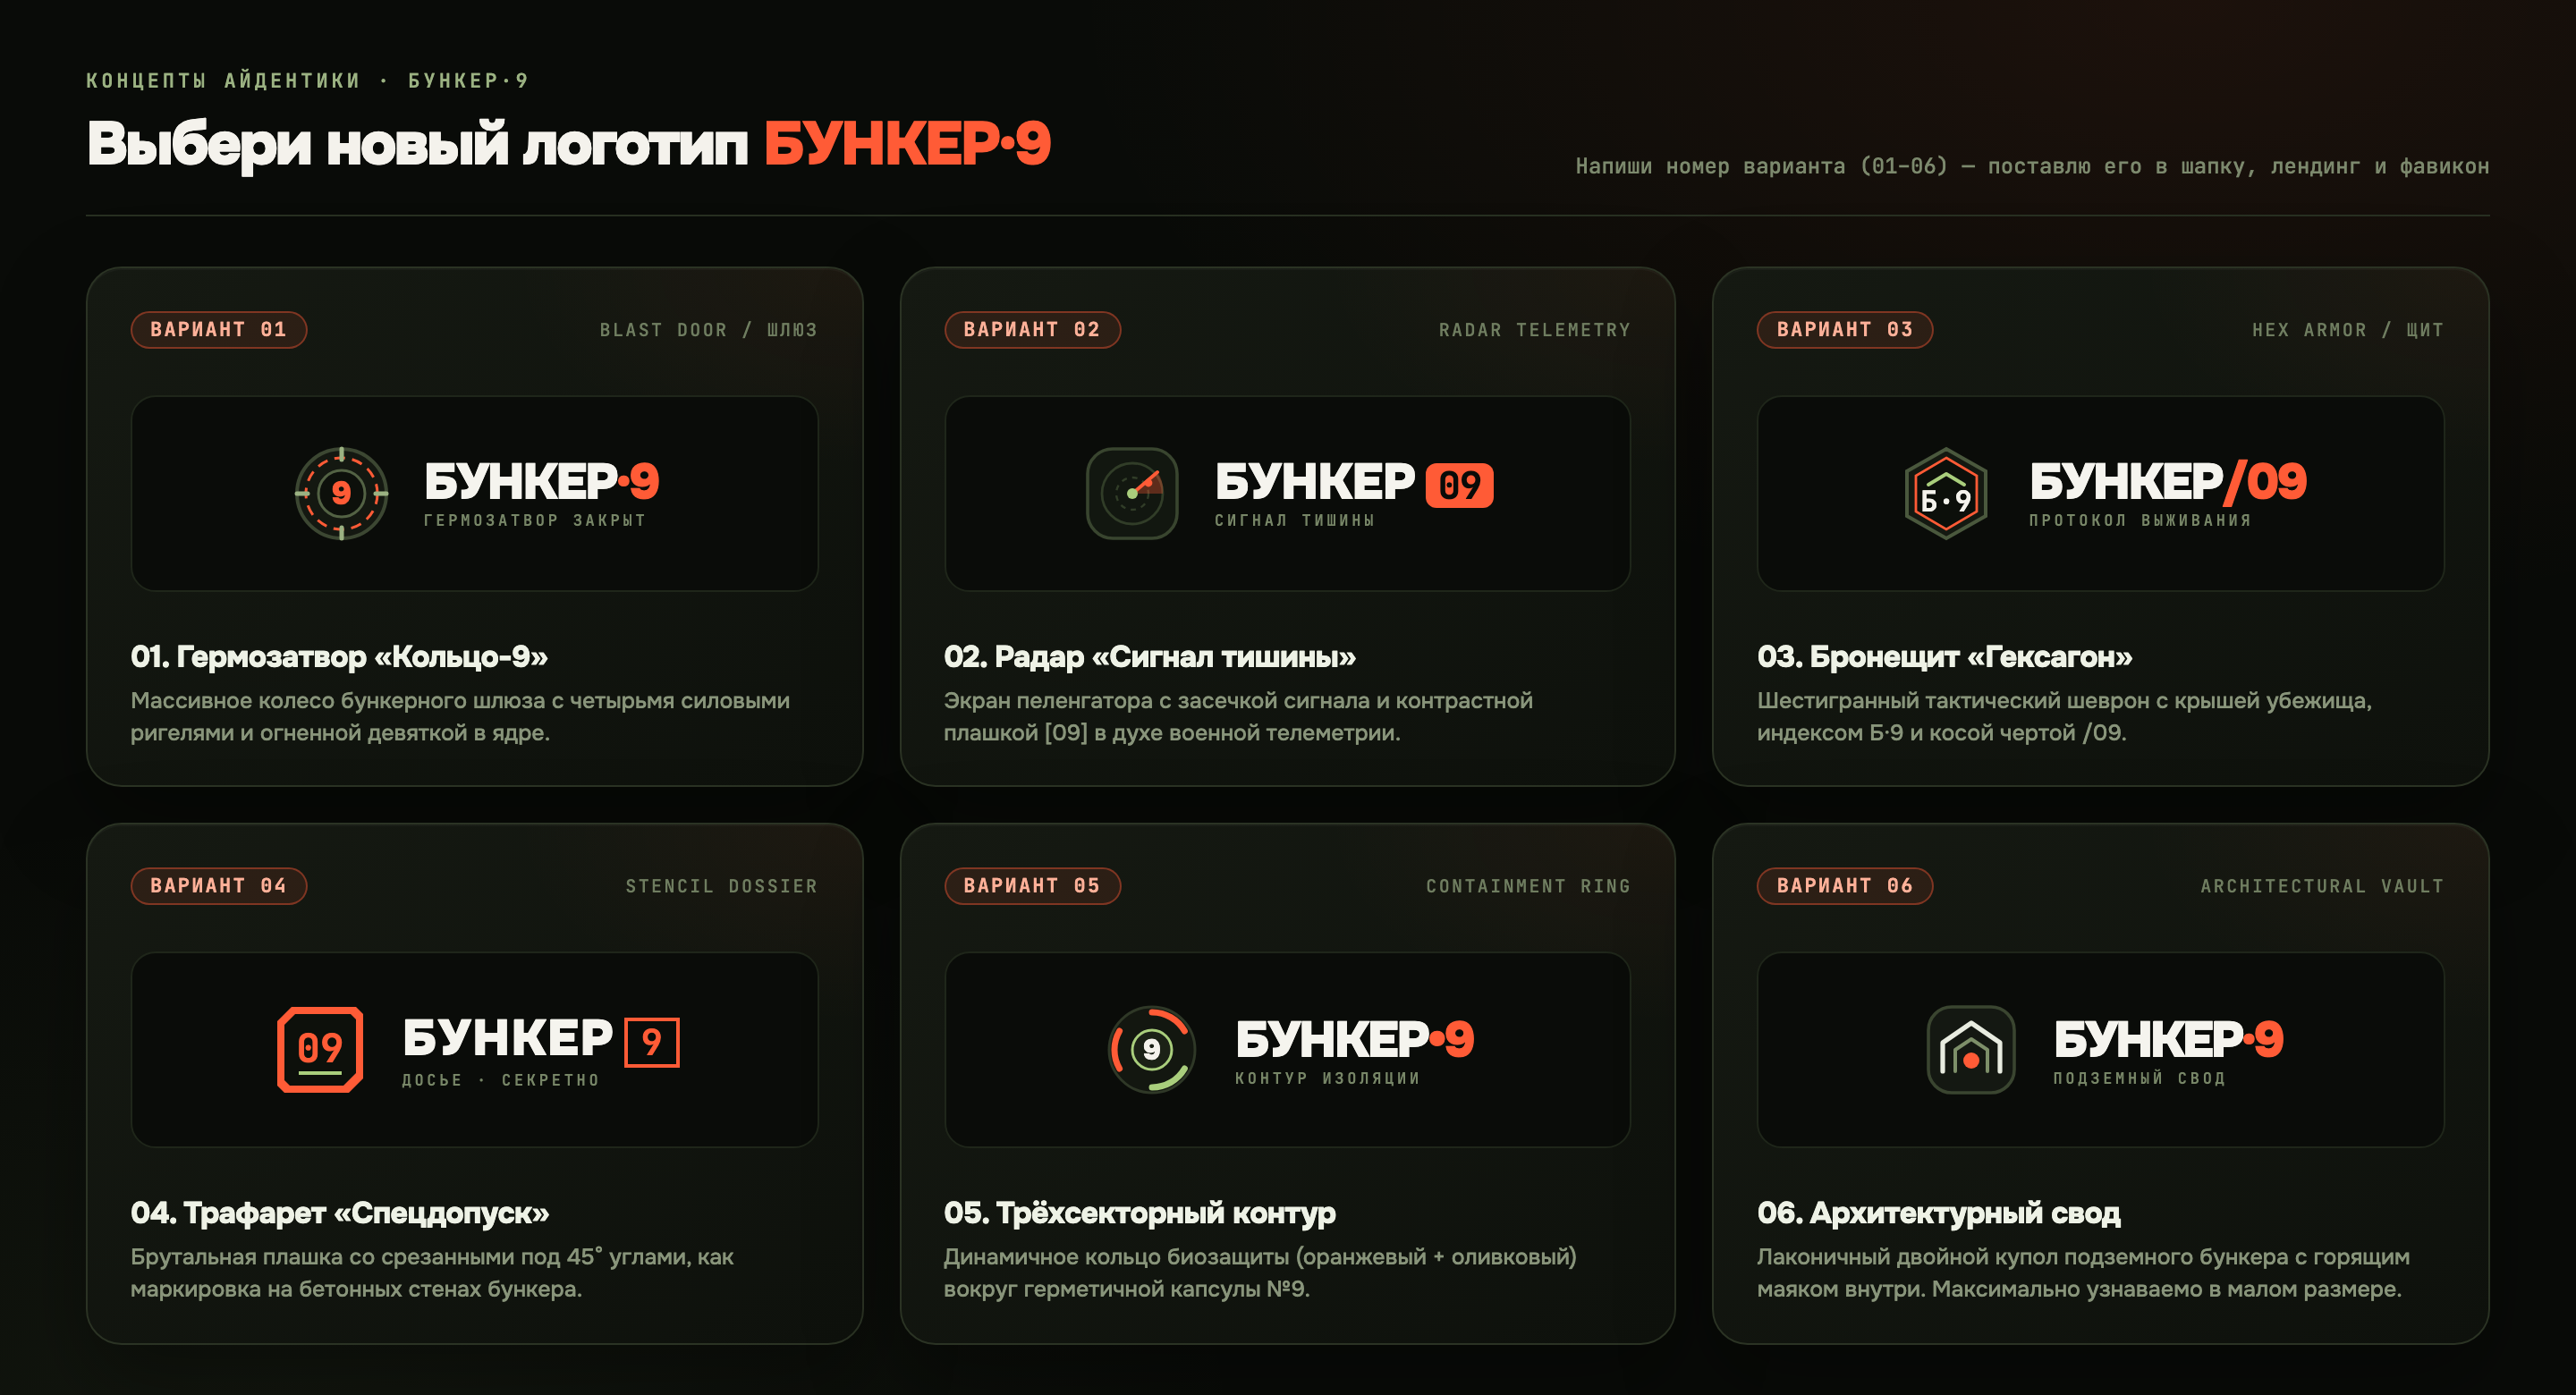 КОНЦЕПТЫ АЙДЕНТИКИ · БУНКЕР·9
Выбери новый логотип БУНКЕР·9
Напиши номер варианта (01–06) — поставлю его в шапку, лендинг и фавикон
ВАРИАНТ 01
BLAST DOOR / ШЛЮЗ
9
БУНКЕР·9
ГЕРМОЗАТВОР ЗАКРЫТ
01. Гермозатвор «Кольцо-9»
Массивное колесо бункерного шлюза с четырьмя силовыми
ригелями и огненной девяткой в ядре.
ВАРИАНТ 02
RADAR TELEMETRY
БУНКЕР 09
СИГНАЛ ТИШИНЫ
02. Радар «Сигнал тишины»
Экран пеленгатора с засечкой сигнала и контрастной
плашкой [09] в духе военной телеметрии.
ВАРИАНТ 03
HEX ARMOR / ЩИТ
Б·9
БУНКЕР/09
ПРОТОКОЛ ВЫЖИВАНИЯ
03. Бронещит «Гексагон»
Шестигранный тактический шеврон с крышей убежища,
индексом Б·9 и косой чертой /09.
ВАРИАНТ 04
STENCIL DOSSIER
09
БУНКЕР 9
ДОСЬЕ · СЕКРЕТНО
04. Трафарет «Спецдопуск»
Брутальная плашка со срезанными под 45° углами, как
маркировка на бетонных стенах бункера.
ВАРИАНТ 05
CONTAINMENT RING
9
БУНКЕР·9
КОНТУР ИЗОЛЯЦИИ
05. Трёхсекторный контур
Динамичное кольцо биозащиты (оранжевый + оливковый)
вокруг герметичной капсулы №9.
ВАРИАНТ 06
ARCHITECTURAL VAULT
БУНКЕР·9
ПОДЗЕМНЫЙ СВОД
06. Архитектурный свод
Лаконичный двойной купол подземного бункера с горящим
маяком внутри. Максимально узнаваемо в малом размере.